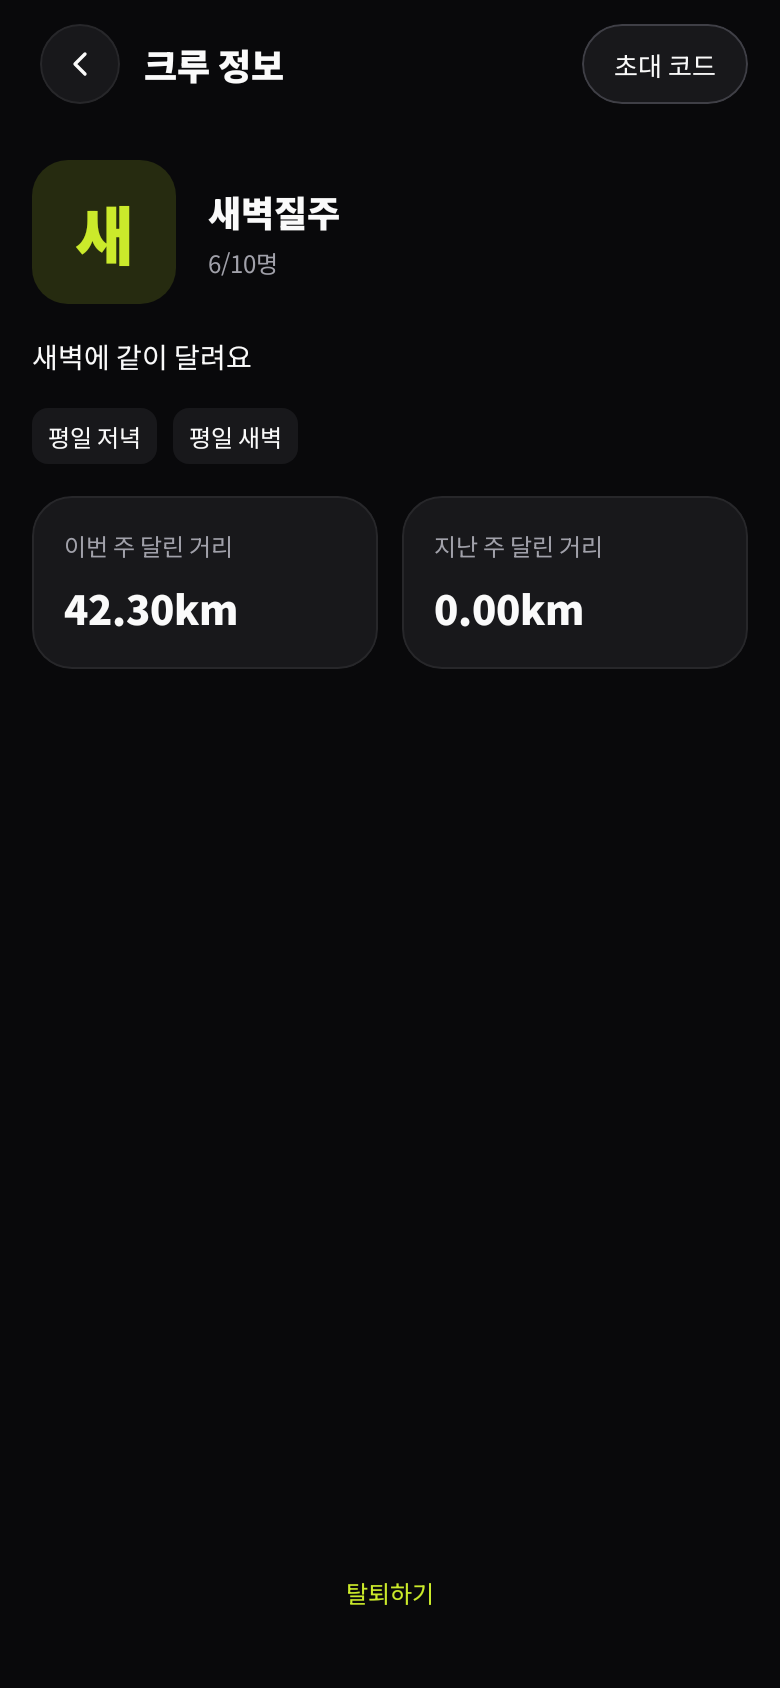 크루 정보
초대 코드
새
새벽질주
6/10명
새벽에 같이 달려요
평일 저녁
평일 새벽
이번 주 달린 거리
42.30km
지난 주 달린 거리
0.00km
탈퇴하기